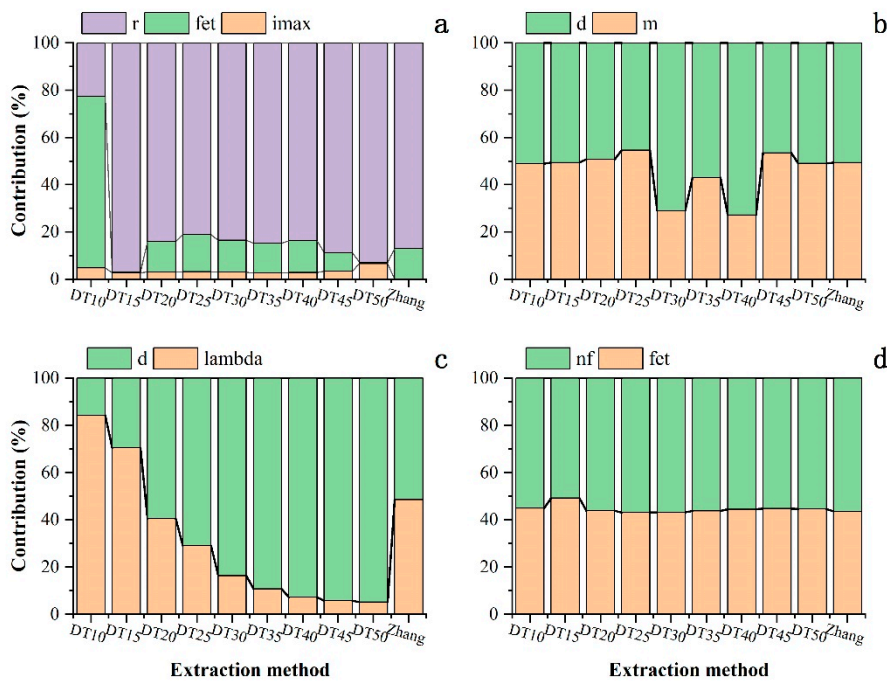 r fet imax a
Contribution (%)
100
80
60
40
20
0
DT10 DT15 DT20 DT25 DT30 DT35 DT40 DT45 DT50 Zhang
d m b
100
80
60
40
20
0
DT10 DT15 DT20 DT25 DT30 DT35 DT40 DT45 DT50 Zhang
d lambda c
Contribution (%)
100
80
60
40
20
0
DT10 DT15 DT20 DT25 DT30 DT35 DT40 DT45 DT50 Zhang
Extraction method
nf fet d
100
80
60
40
20
0
DT10 DT15 DT20 DT25 DT30 DT35 DT40 DT45 DT50 Zhang
Extraction method